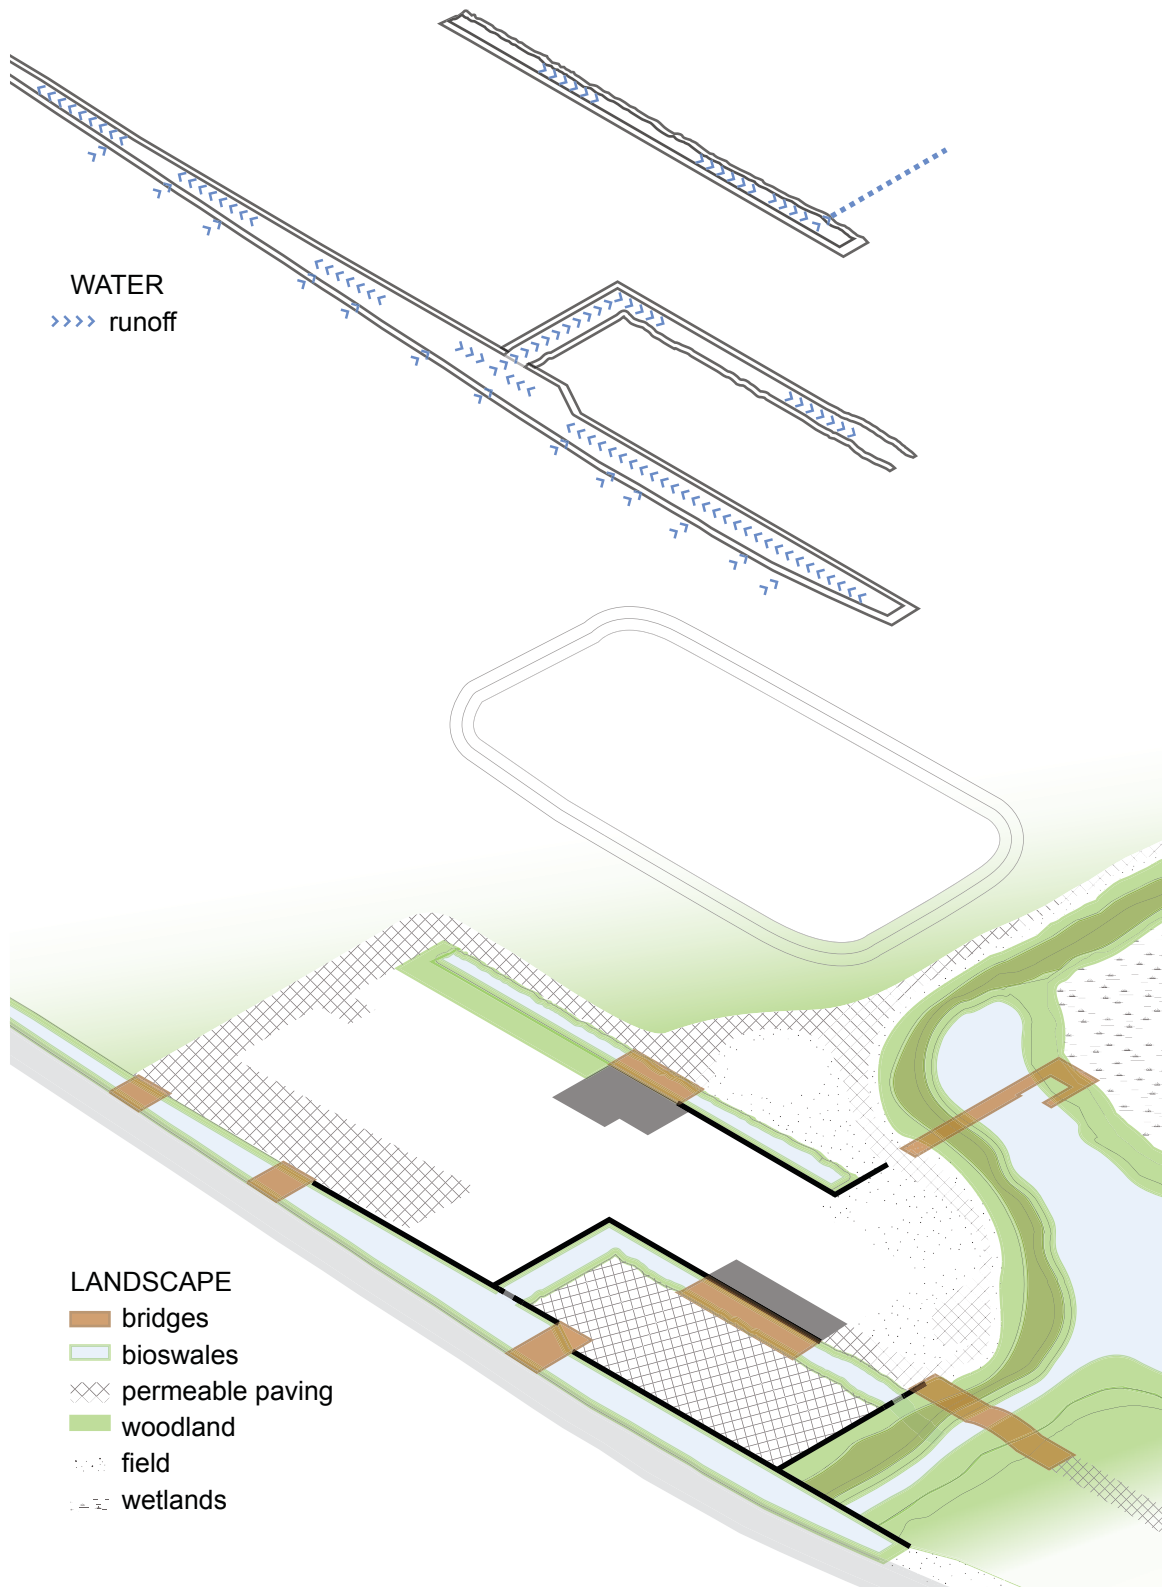 WATER
runoff
LANDSCAPE
bridges
bioswales
permeable paving
woodland
field
wetlands